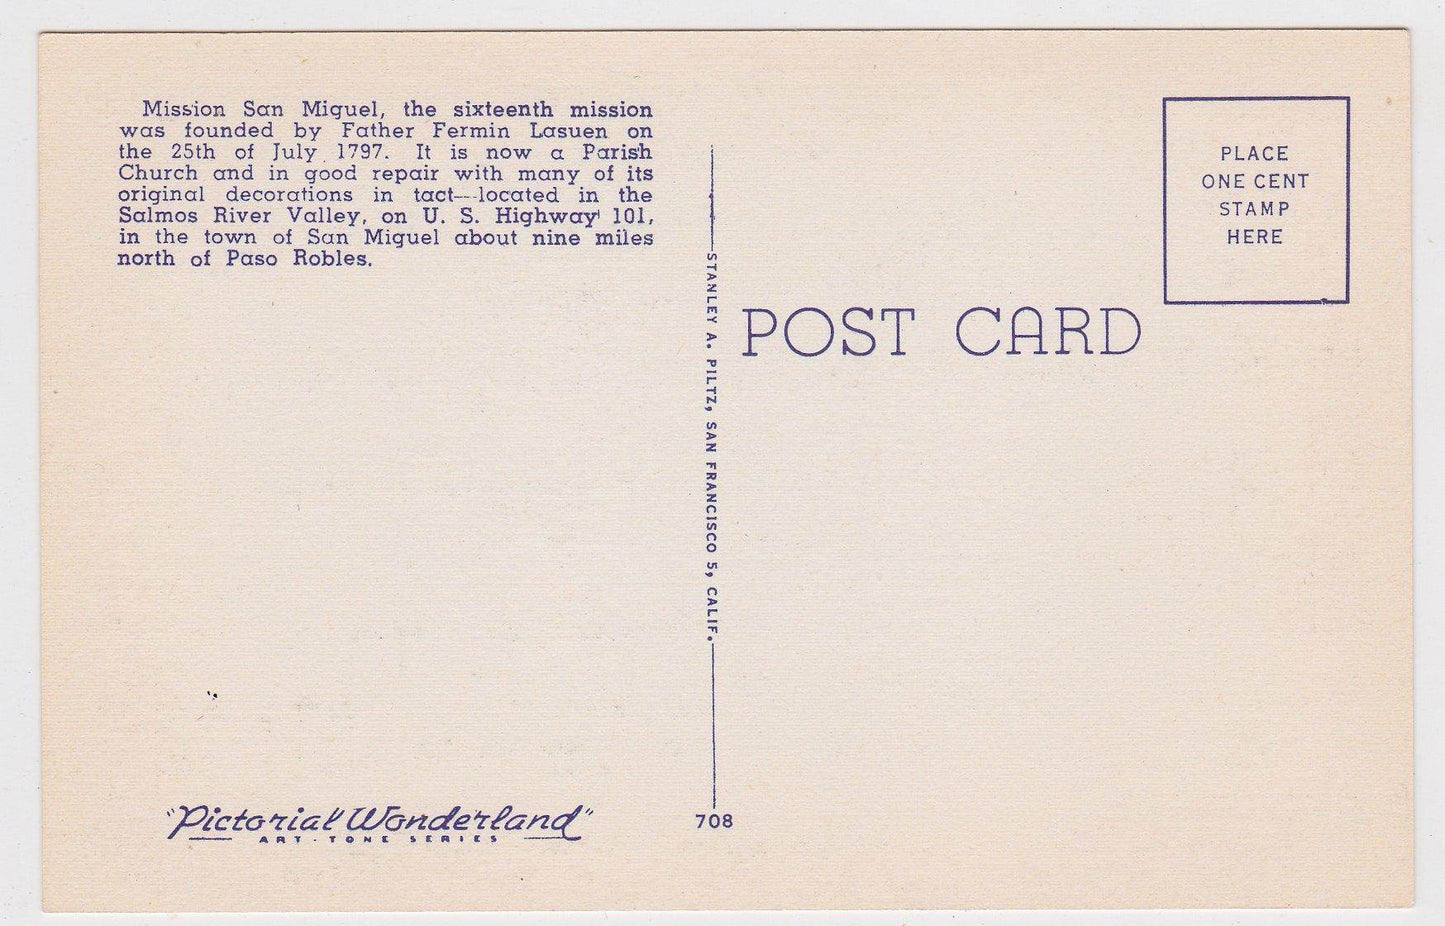 Mission San Miguel, the sixteenth mission
was founded by Father Fermin Lasuen on
the 25th of July 1797. It is now a Parish
Church and in good repair with many of its
original decorations in tact—located in the
Salmos River Valley, on U. S. Highway 101,
in the town of San Miguel about nine miles
north of Paso Robles.
"Pictorial Wonderland"
ART-TONE SERIES
STANLEY A. PILTZ, SAN FRANCISCO 5, CALIF.
708
POST CARD
PLACE
ONE CENT
STAMP
HERE